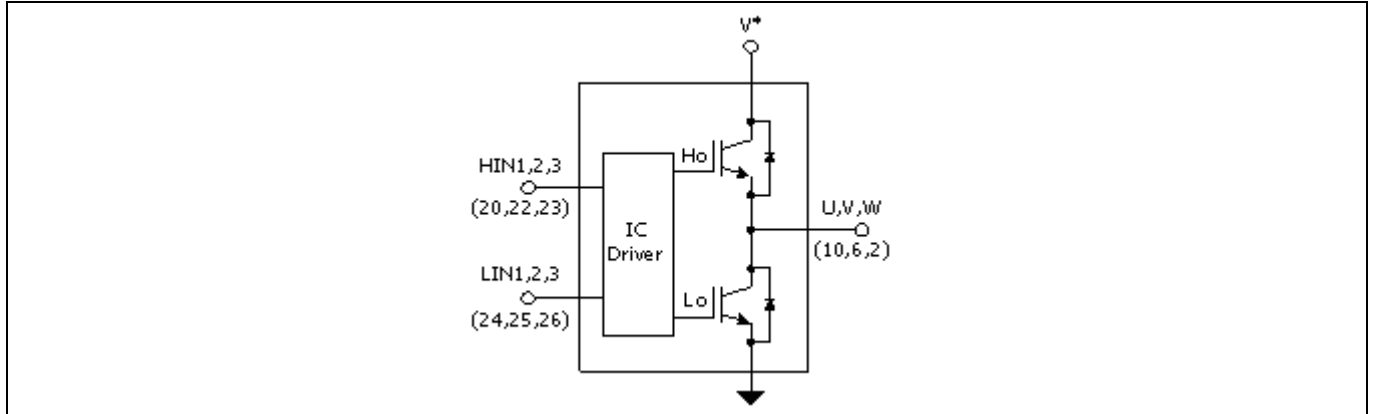 V+
Ho
HIN1,2,3
(20,22,23)
U,V,W
(10,6,2)
IC
Driver
LIN1,2,3
(24,25,26)
Lo